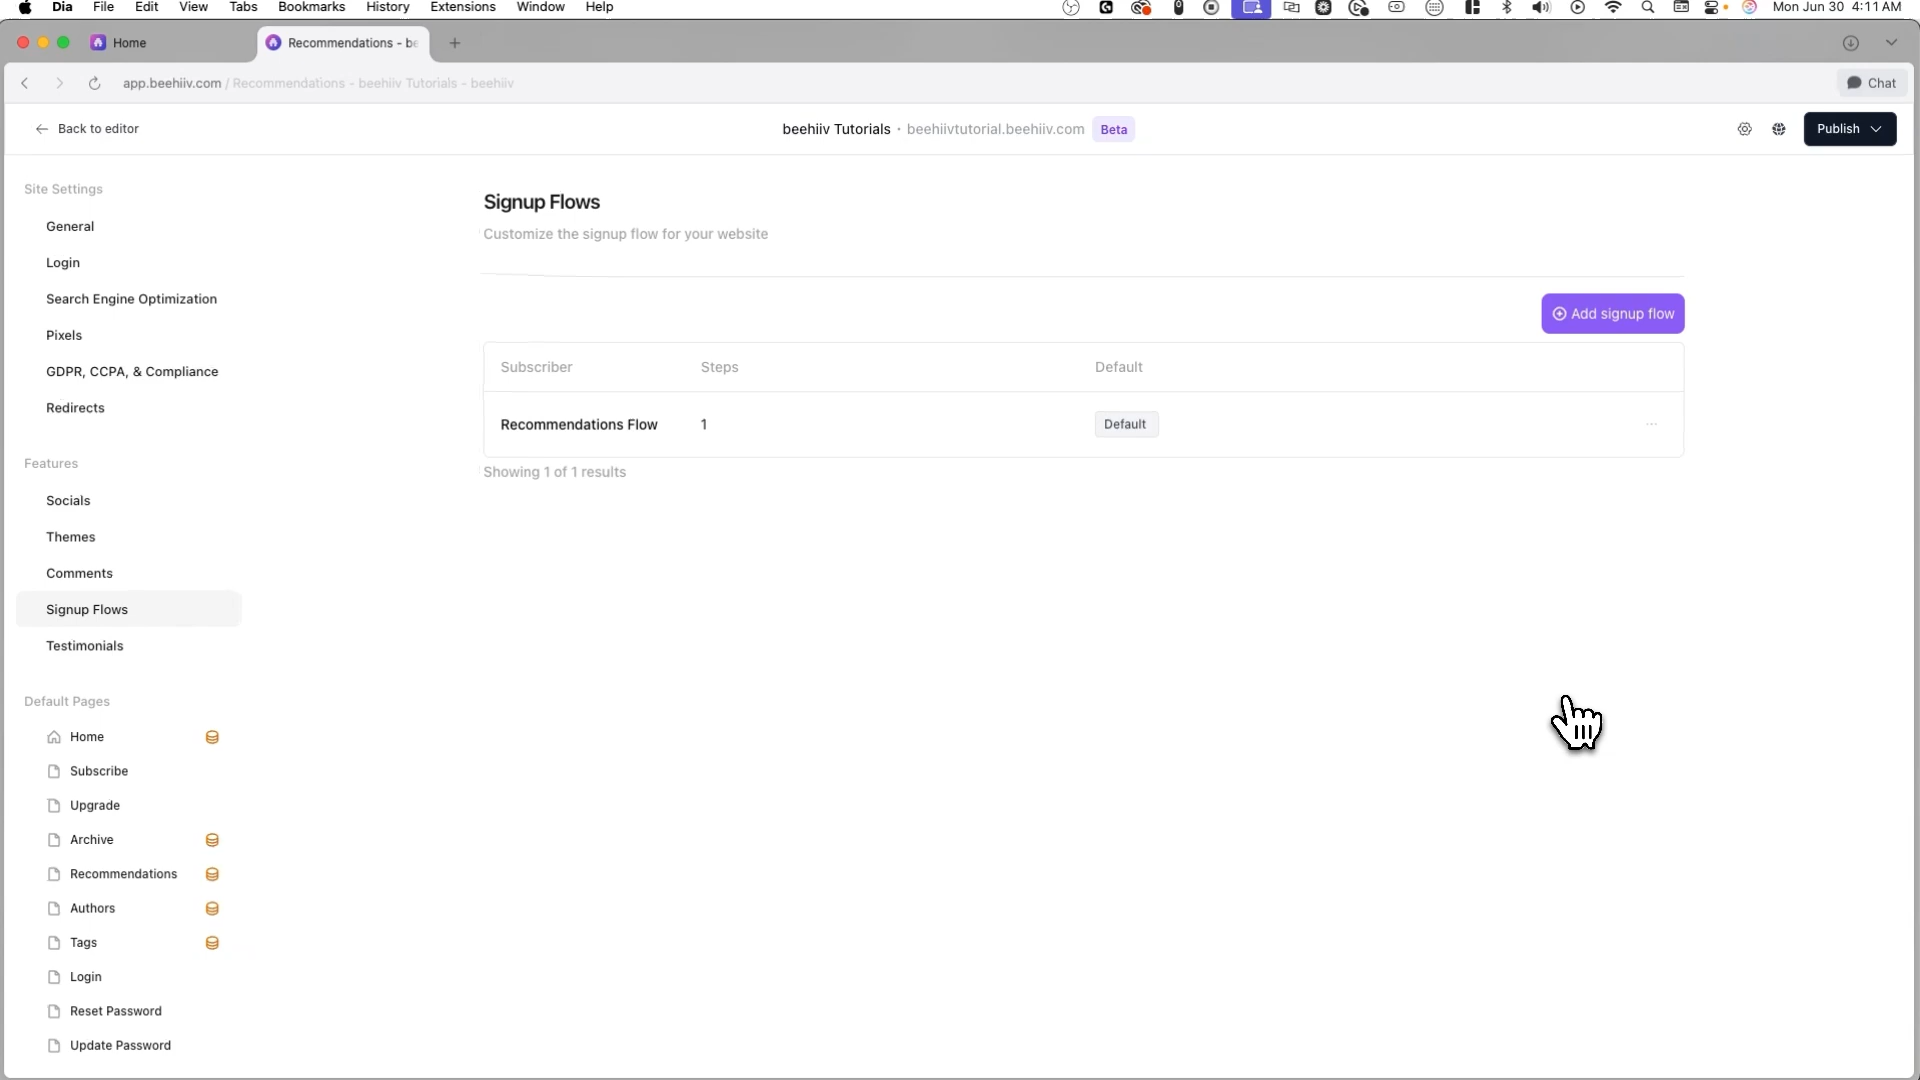 Dia File Edit View Tabs Bookmarks History Extensions Window Help Mon Jun 30 4:11 AM
Home
Recommendations - be
app.beehiiv.com / Recommendations - beehiiv Tutorials - beehiiv
Chat
Back to editor
beehiiv Tutorials · beehiivtutorial.beehiiv.com Beta
Publish
Site Settings
General
Login
Search Engine Optimization
Pixels
GDPR, CCPA, & Compliance
Redirects
Features
Socials
Themes
Comments
Signup Flows
Testimonials
Default Pages
Home
Subscribe
Upgrade
Archive
Recommendations
Authors
Tags
Login
Reset Password
Update Password
Signup Flows
Customize the signup flow for your website
Add signup flow
Subscriber Steps Default
Recommendations Flow 1 Default
Showing 1 of 1 results